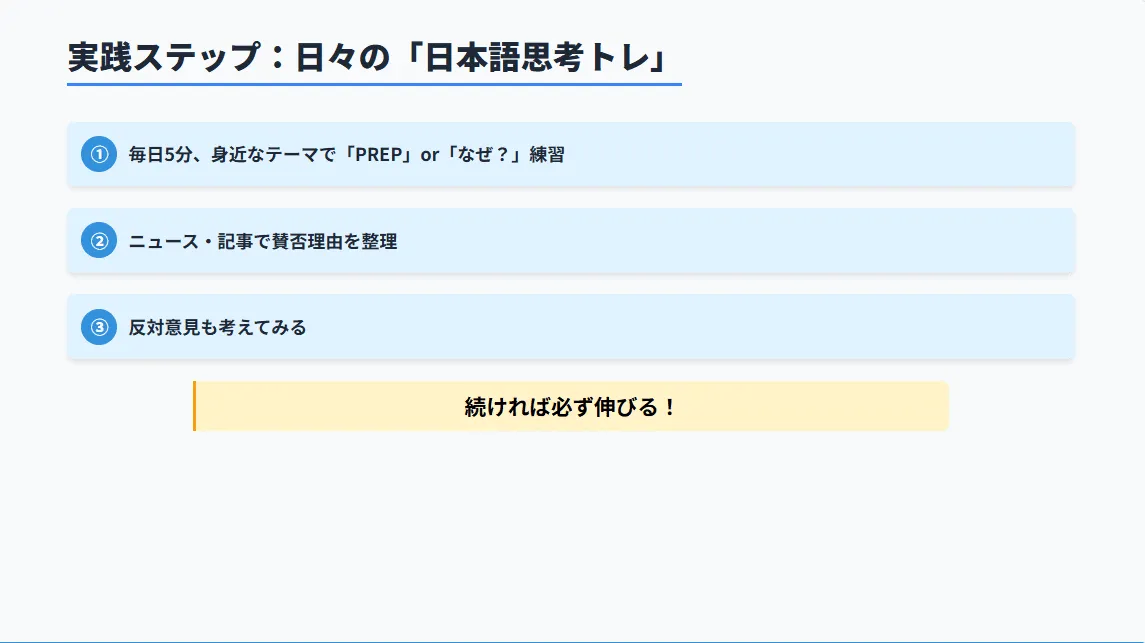 実践ステップ：日々の「日本語思考トレ」
① 毎日5分、身近なテーマで「PREP」or「なぜ？」練習
② ニュース・記事で賛否理由を整理
③ 反対意見も考えてみる
続ければ必ず伸びる！